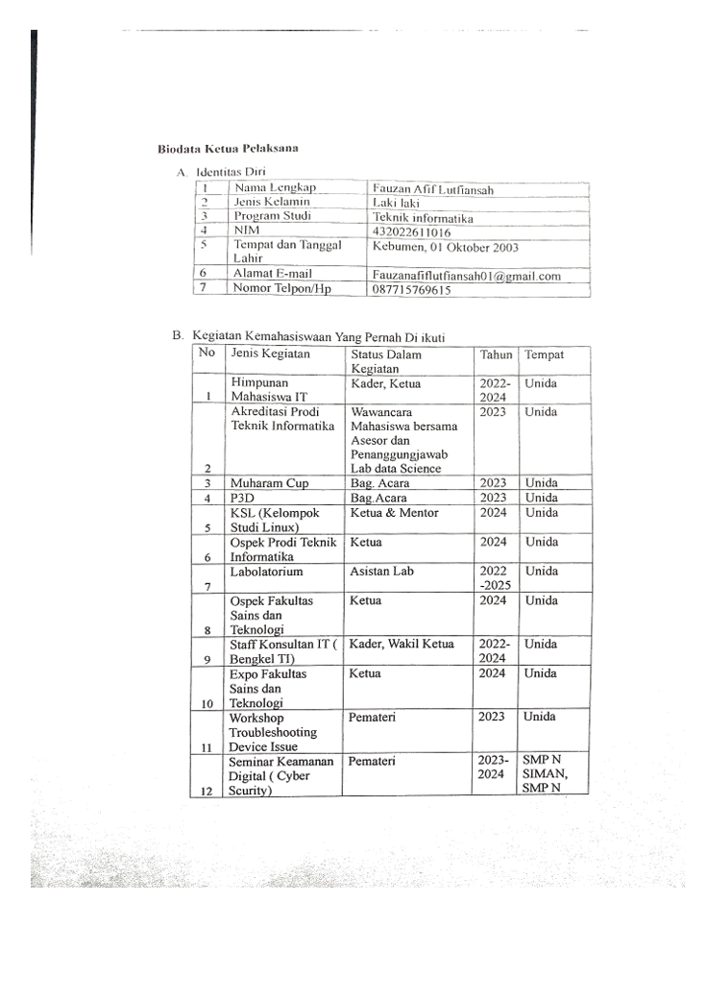 Biodata Ketua Pelaksana
A. Identitas Diri
1 Nama Lengkap Fauzan Afif Lutfiansah
2 Jenis Kelamin Laki laki
3 Program Studi Teknik informatika
4 NIM 432022611016
5 Tempat dan Tanggal Kebumen, 01 Oktober 2003
Lahir
6 Alamat E-mail Fauzanafiflutfiansah01@gmail.com
7 Nomor Telpon/Hp 087715769615
B. Kegiatan Kemahasiswaan Yang Pernah Di ikuti
No Jenis Kegiatan Status Dalam Tahun Tempat
Kegiatan
Himpunan Kader, Ketua 2022- Unida
1 Mahasiswa IT 2024
Akreditasi Prodi Wawancara 2023 Unida
Teknik Informatika Mahasiswa bersama
Asesor dan
Penanggungjawab
2 Lab data Science
3 Muharam Cup Bag. Acara 2023 Unida
4 P3D Bag.Acara 2023 Unida
KSL (Kelompok Ketua & Mentor 2024 Unida
5 Studi Linux)
Ospek Prodi Teknik Ketua 2024 Unida
6 Informatika
Labolatorium Asistan Lab 2022 Unida
7 -2025
Ospek Fakultas Ketua 2024 Unida
Sains dan
8 Teknologi
Staff Konsultan IT ( Kader, Wakil Ketua 2022- Unida
9 Bengkel TI) 2024
Expo Fakultas Ketua 2024 Unida
Sains dan
10 Teknologi
Workshop Pemateri 2023 Unida
Troubleshooting
11 Device Issue
Seminar Keamanan Pemateri 2023- SMP N
Digital ( Cyber 2024 SIMAN,
12 Scurity) SMP N